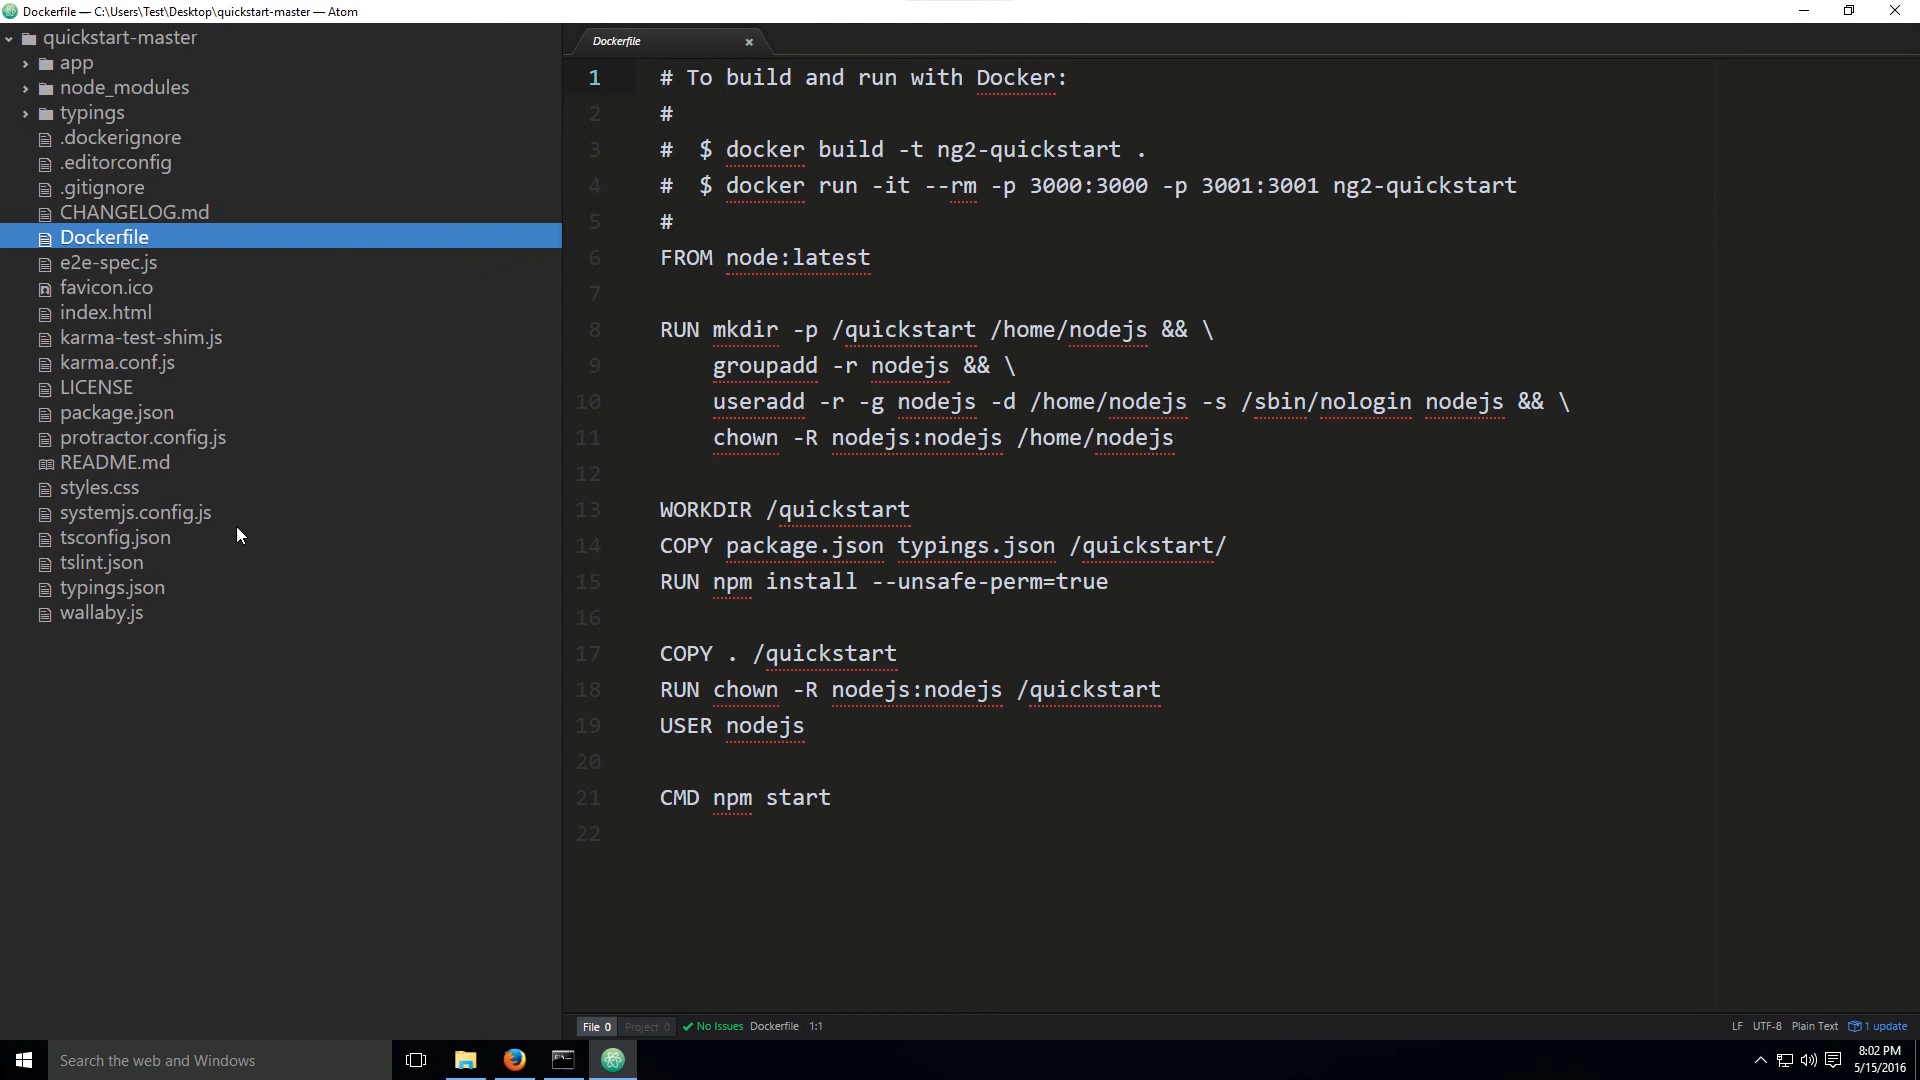 Dockerfile — C:\Users\Test\Desktop\quickstart-master — Atom
quickstart-master
app
node_modules
typings
.dockerignore
.editorconfig
.gitignore
CHANGELOG.md
Dockerfile
e2e-spec.js
favicon.ico
index.html
karma-test-shim.js
karma.conf.js
LICENSE
package.json
protractor.config.js
README.md
styles.css
systemjs.config.js
tsconfig.json
tslint.json
typings.json
wallaby.js
Dockerfile
1 # To build and run with Docker:
2 #
3 #  $ docker build -t ng2-quickstart .
4 #  $ docker run -it --rm -p 3000:3000 -p 3001:3001 ng2-quickstart
5 #
6 FROM node:latest
7
8 RUN mkdir -p /quickstart /home/nodejs && \
9     groupadd -r nodejs && \
10     useradd -r -g nodejs -d /home/nodejs -s /sbin/nologin nodejs && \
11     chown -R nodejs:nodejs /home/nodejs
12
13 WORKDIR /quickstart
14 COPY package.json typings.json /quickstart/
15 RUN npm install --unsafe-perm=true
16
17 COPY . /quickstart
18 RUN chown -R nodejs:nodejs /quickstart
19 USER nodejs
20
21 CMD npm start
22
File 0 Project 0 No Issues Dockerfile 1:1 LF UTF-8 Plain Text 1 update
Search the web and Windows
8:02 PM
5/15/2016